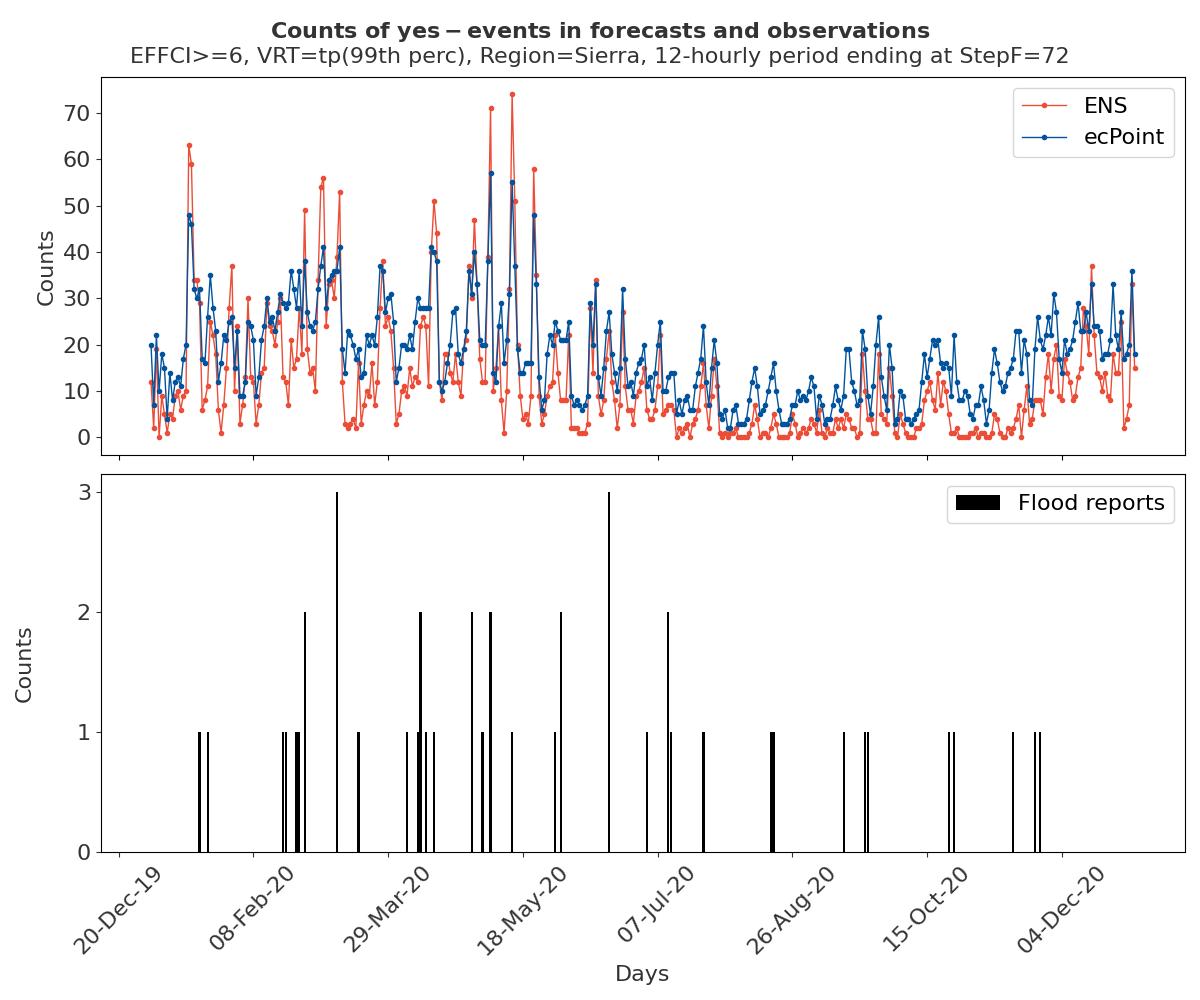 Counts of yes − events in forecasts and observations
EFFCI>=6, VRT=tp(99th perc), Region=Sierra, 12-hourly period ending at StepF=72
ENS
ecPoint
70
60
50
40
30
20
10
0
Counts
Flood reports
3
2
1
0
Counts
20-Dec-19
08-Feb-20
29-Mar-20
18-May-20
07-Jul-20
26-Aug-20
15-Oct-20
04-Dec-20
Days